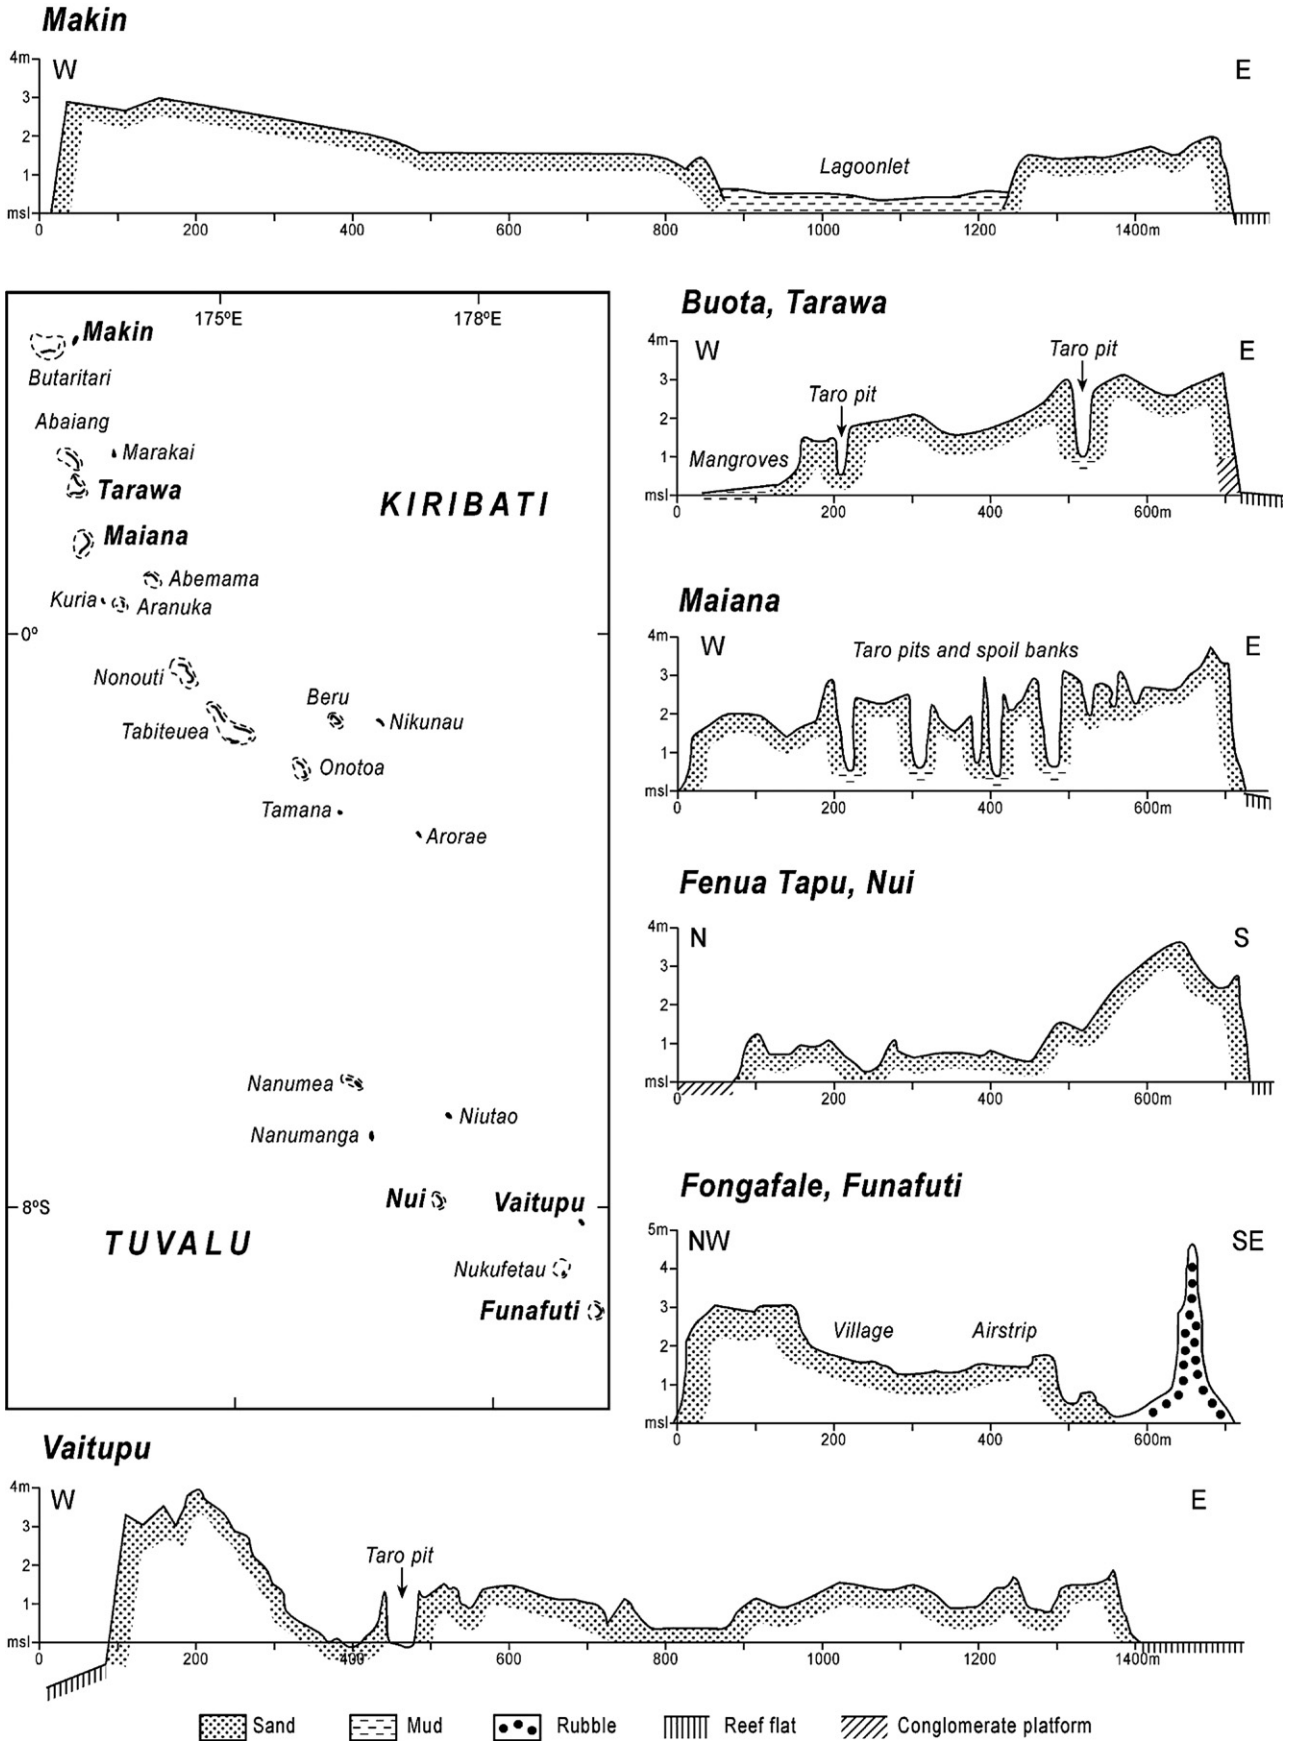 Makin
4m
W
E
3
2
1
msl
Lagoonlet
0 200 400 600 800 1000 1200 1400m
175ºE 178ºE
Makin
Butaritari
Abaiang
Marakai
Tarawa
KIRIBATI
Maiana
Abemama
Kuria
Aranuka
0º
Nonouti
Beru
Tabiteuea
Nikunau
Onotoa
Tamana
Arorae
Nanumea
Niutao
Nanumanga
8ºS
Nui
Vaitupu
TUVALU
Nukufetau
Funafuti
Buota, Tarawa
4m
W
Taro pit
E
3
Taro pit
2
Mangroves
1
msl
0 200 400 600m
Maiana
4m
W
Taro pits and spoil banks
E
3
2
1
msl
0 200 400 600m
Fenua Tapu, Nui
4m
N
S
3
2
1
msl
0 200 400 600m
Fongafale, Funafuti
5m
NW
SE
4
3
Village
Airstrip
2
1
msl
0 200 400 600m
Vaitupu
4m
W
E
3
Taro pit
2
1
msl
0 200 400 600 800 1000 1200 1400m
Sand Mud Rubble Reef flat Conglomerate platform